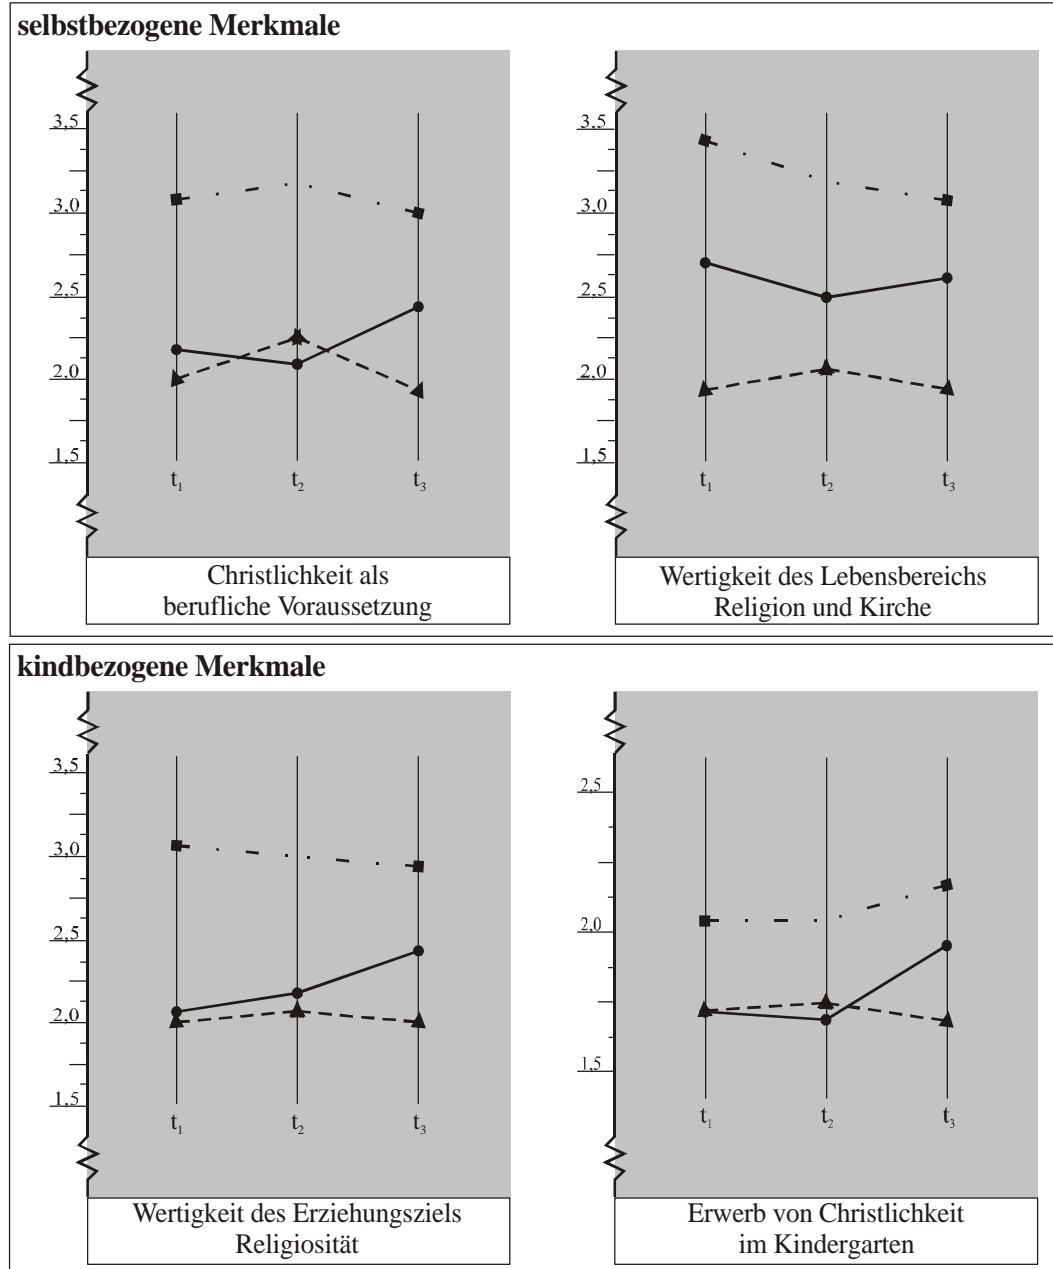 selbstbezogene Merkmale
3,5
3,0
2,5
2,0
1,5
t1 t2 t3
Christlichkeit als
berufliche Voraussetzung
3,5
3,0
2,5
2,0
1,5
t1 t2 t3
Wertigkeit des Lebensbereichs
Religion und Kirche
kindbezogene Merkmale
3,5
3,0
2,5
2,0
1,5
t1 t2 t3
Wertigkeit des Erziehungsziels
Religiosität
2,5
2,0
1,5
t1 t2 t3
Erwerb von Christlichkeit
im Kindergarten